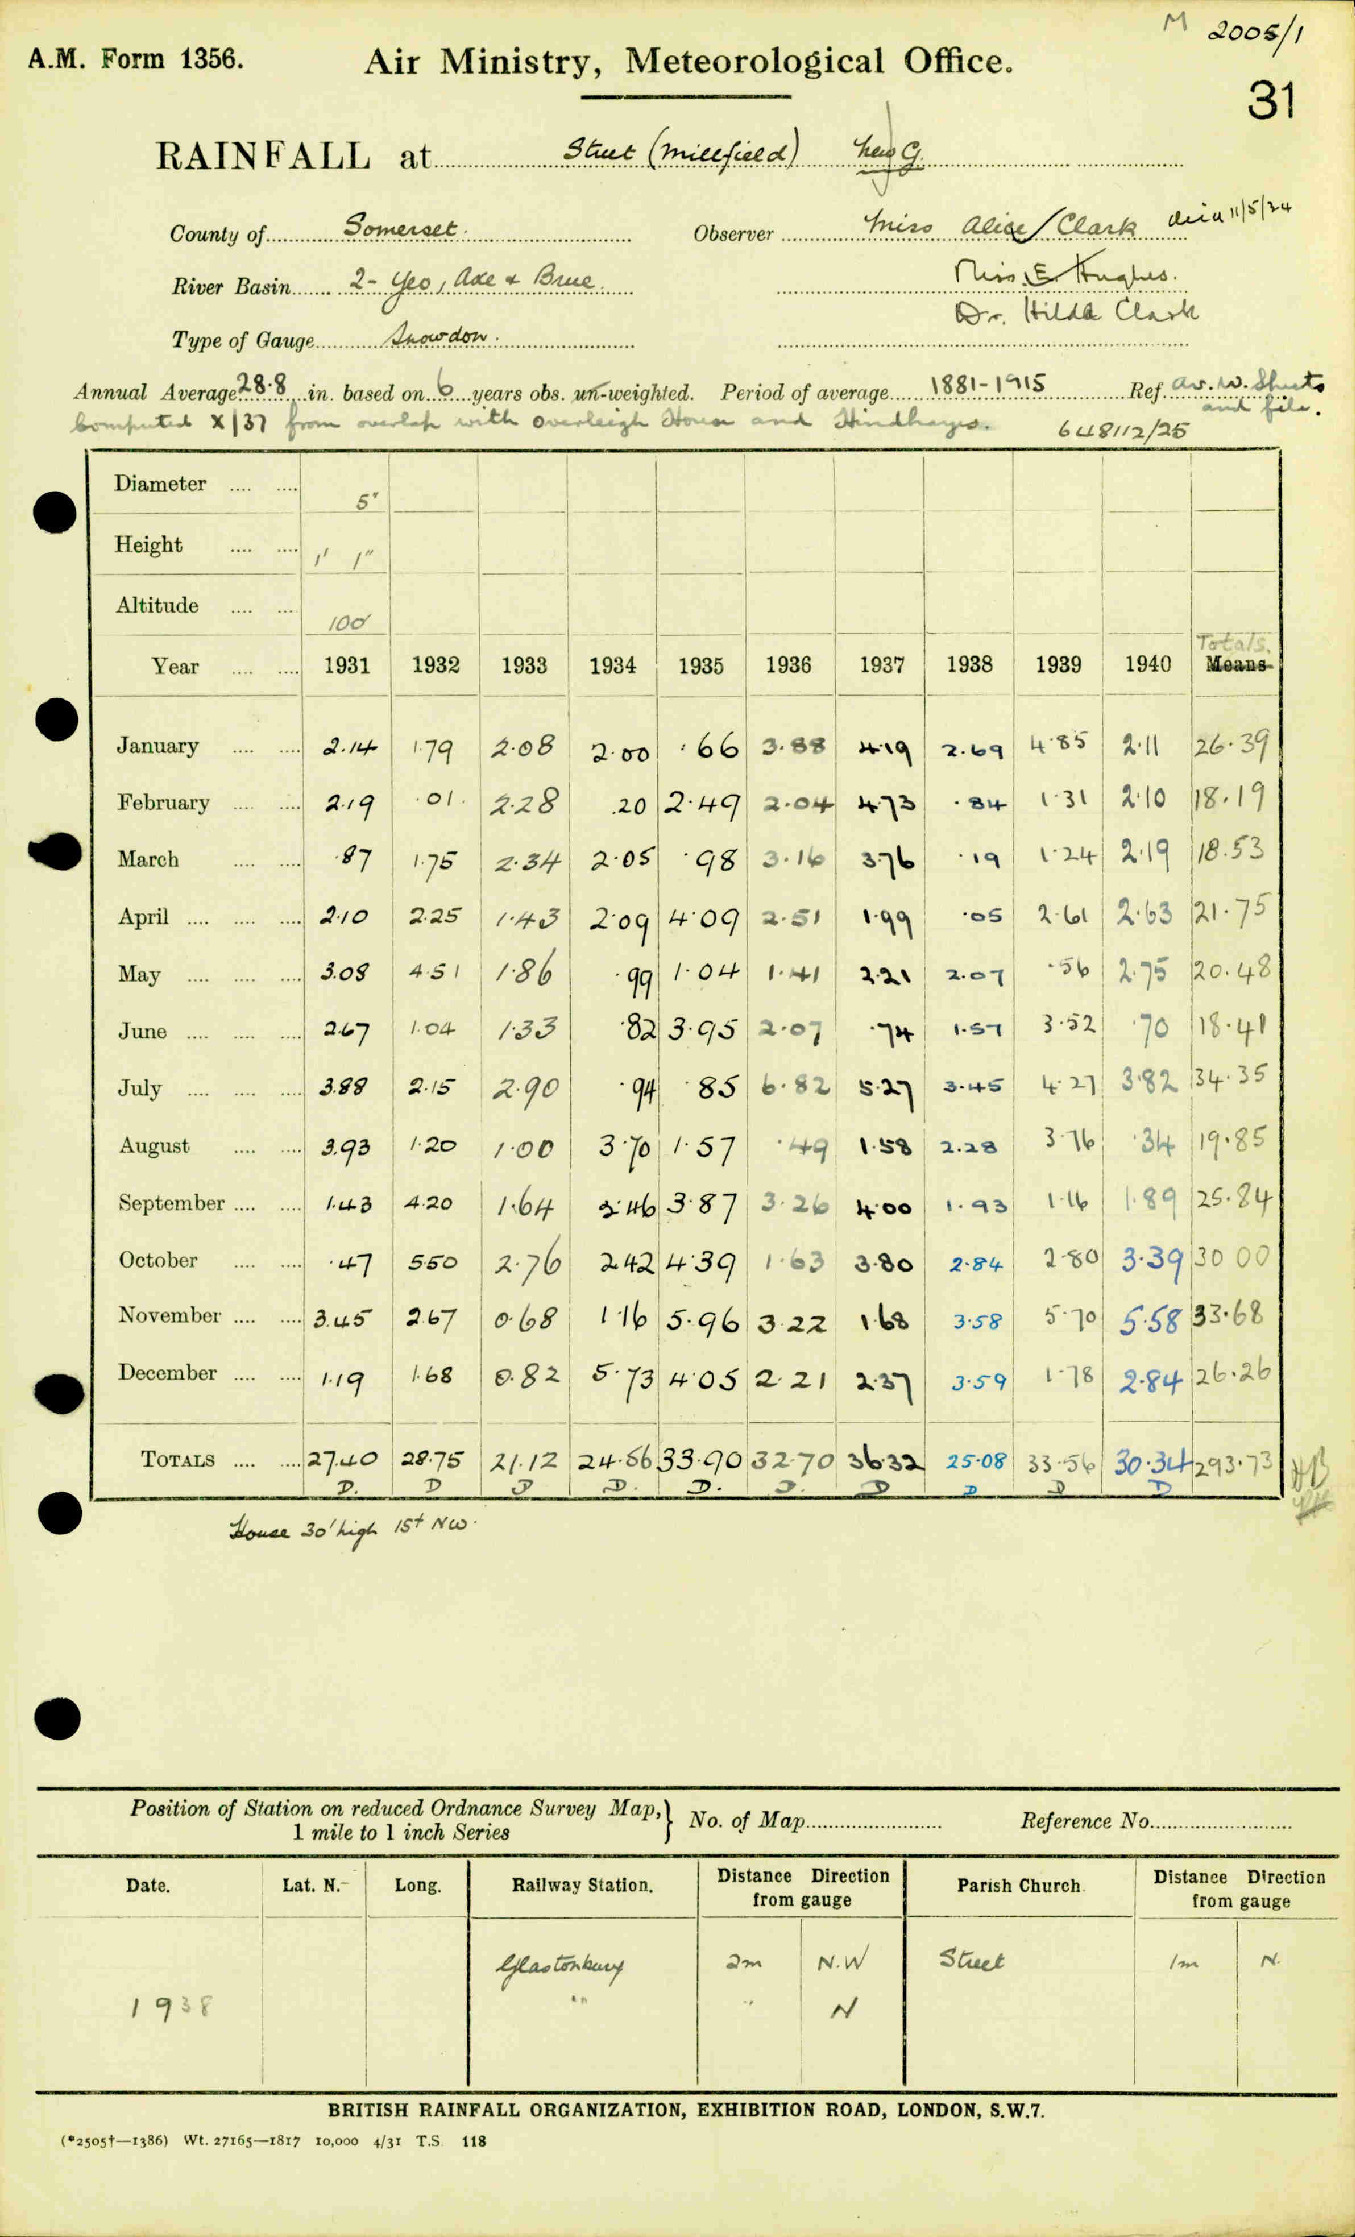 M 2005/1
A.M. Form 1356. Air Ministry, Meteorological Office.
31
RAINFALL at Street (Millfield) New G.
County of Somerset. Observer Miss Alice Clark died 11/5/34
River Basin 2- Yeo, Axe + Brue. Miss. E. Hughes.
Dr. Hilda Clark
Type of Gauge Snowdon.
Annual Average 28.8 in. based on 6 years obs. un-weighted. Period of average 1881-1915 Ref. Av. W. Sheets and file.
Computed X/37 from overlap with Overleigh House and Hindhayes. 648112/25
Diameter 5"
Height 1' 1"
Altitude 100'
Totals.
Year 1931 1932 1933 1934 1935 1936 1937 1938 1939 1940 Means
January 2.14 1.79 2.08 2.00 .66 3.88 4.19 2.69 4.85 2.11 26.39
February 2.19 .01 2.28 .20 2.49 2.04 4.73 .84 1.31 2.10 18.19
March .87 1.75 2.34 2.05 .98 3.16 3.76 .19 1.24 2.19 18.53
April 2.10 2.25 1.43 2.09 4.09 2.51 1.99 .05 2.61 2.63 21.75
May 3.08 4.51 1.86 .99 1.04 1.41 2.21 2.07 .56 2.75 20.48
June 2.67 1.04 1.33 .82 3.95 2.07 .74 1.57 3.52 .70 18.41
July 3.88 2.15 2.90 .94 .85 6.82 5.27 3.45 4.27 3.82 34.35
August 3.93 1.20 1.00 3.70 1.57 .49 1.58 2.28 3.76 .34 19.85
September 1.43 4.20 1.64 2.46 3.87 3.26 4.00 1.93 1.16 1.89 25.84
October .47 5.50 2.76 2.42 4.39 1.63 3.80 2.84 2.80 3.39 30 00
November 3.45 2.67 0.68 1.16 5.96 3.22 1.68 3.58 5.70 5.58 33.68
December 1.19 1.68 0.82 5.73 4.05 2.21 2.37 3.59 1.78 2.84 26.26
TOTALS 27.40 28.75 21.12 24.56 33.90 32.70 36.32 25.08 33.56 30.34 293.73
D. D D D. D. D. D D D D
House 30' high 15ft NW.
Position of Station on reduced Ordnance Survey Map, 1 mile to 1 inch Series } No. of Map Reference No.
Date. Lat. N. Long. Railway Station. Distance Direction from gauge Parish Church Distance Direction from gauge
Glastonbury 2m N.W Street 1m N.
1938 " " N
BRITISH RAINFALL ORGANIZATION, EXHIBITION ROAD, LONDON, S.W.7.
(*2505†—1386) Wt. 27165—1817 10,000 4/31 T.S. 118